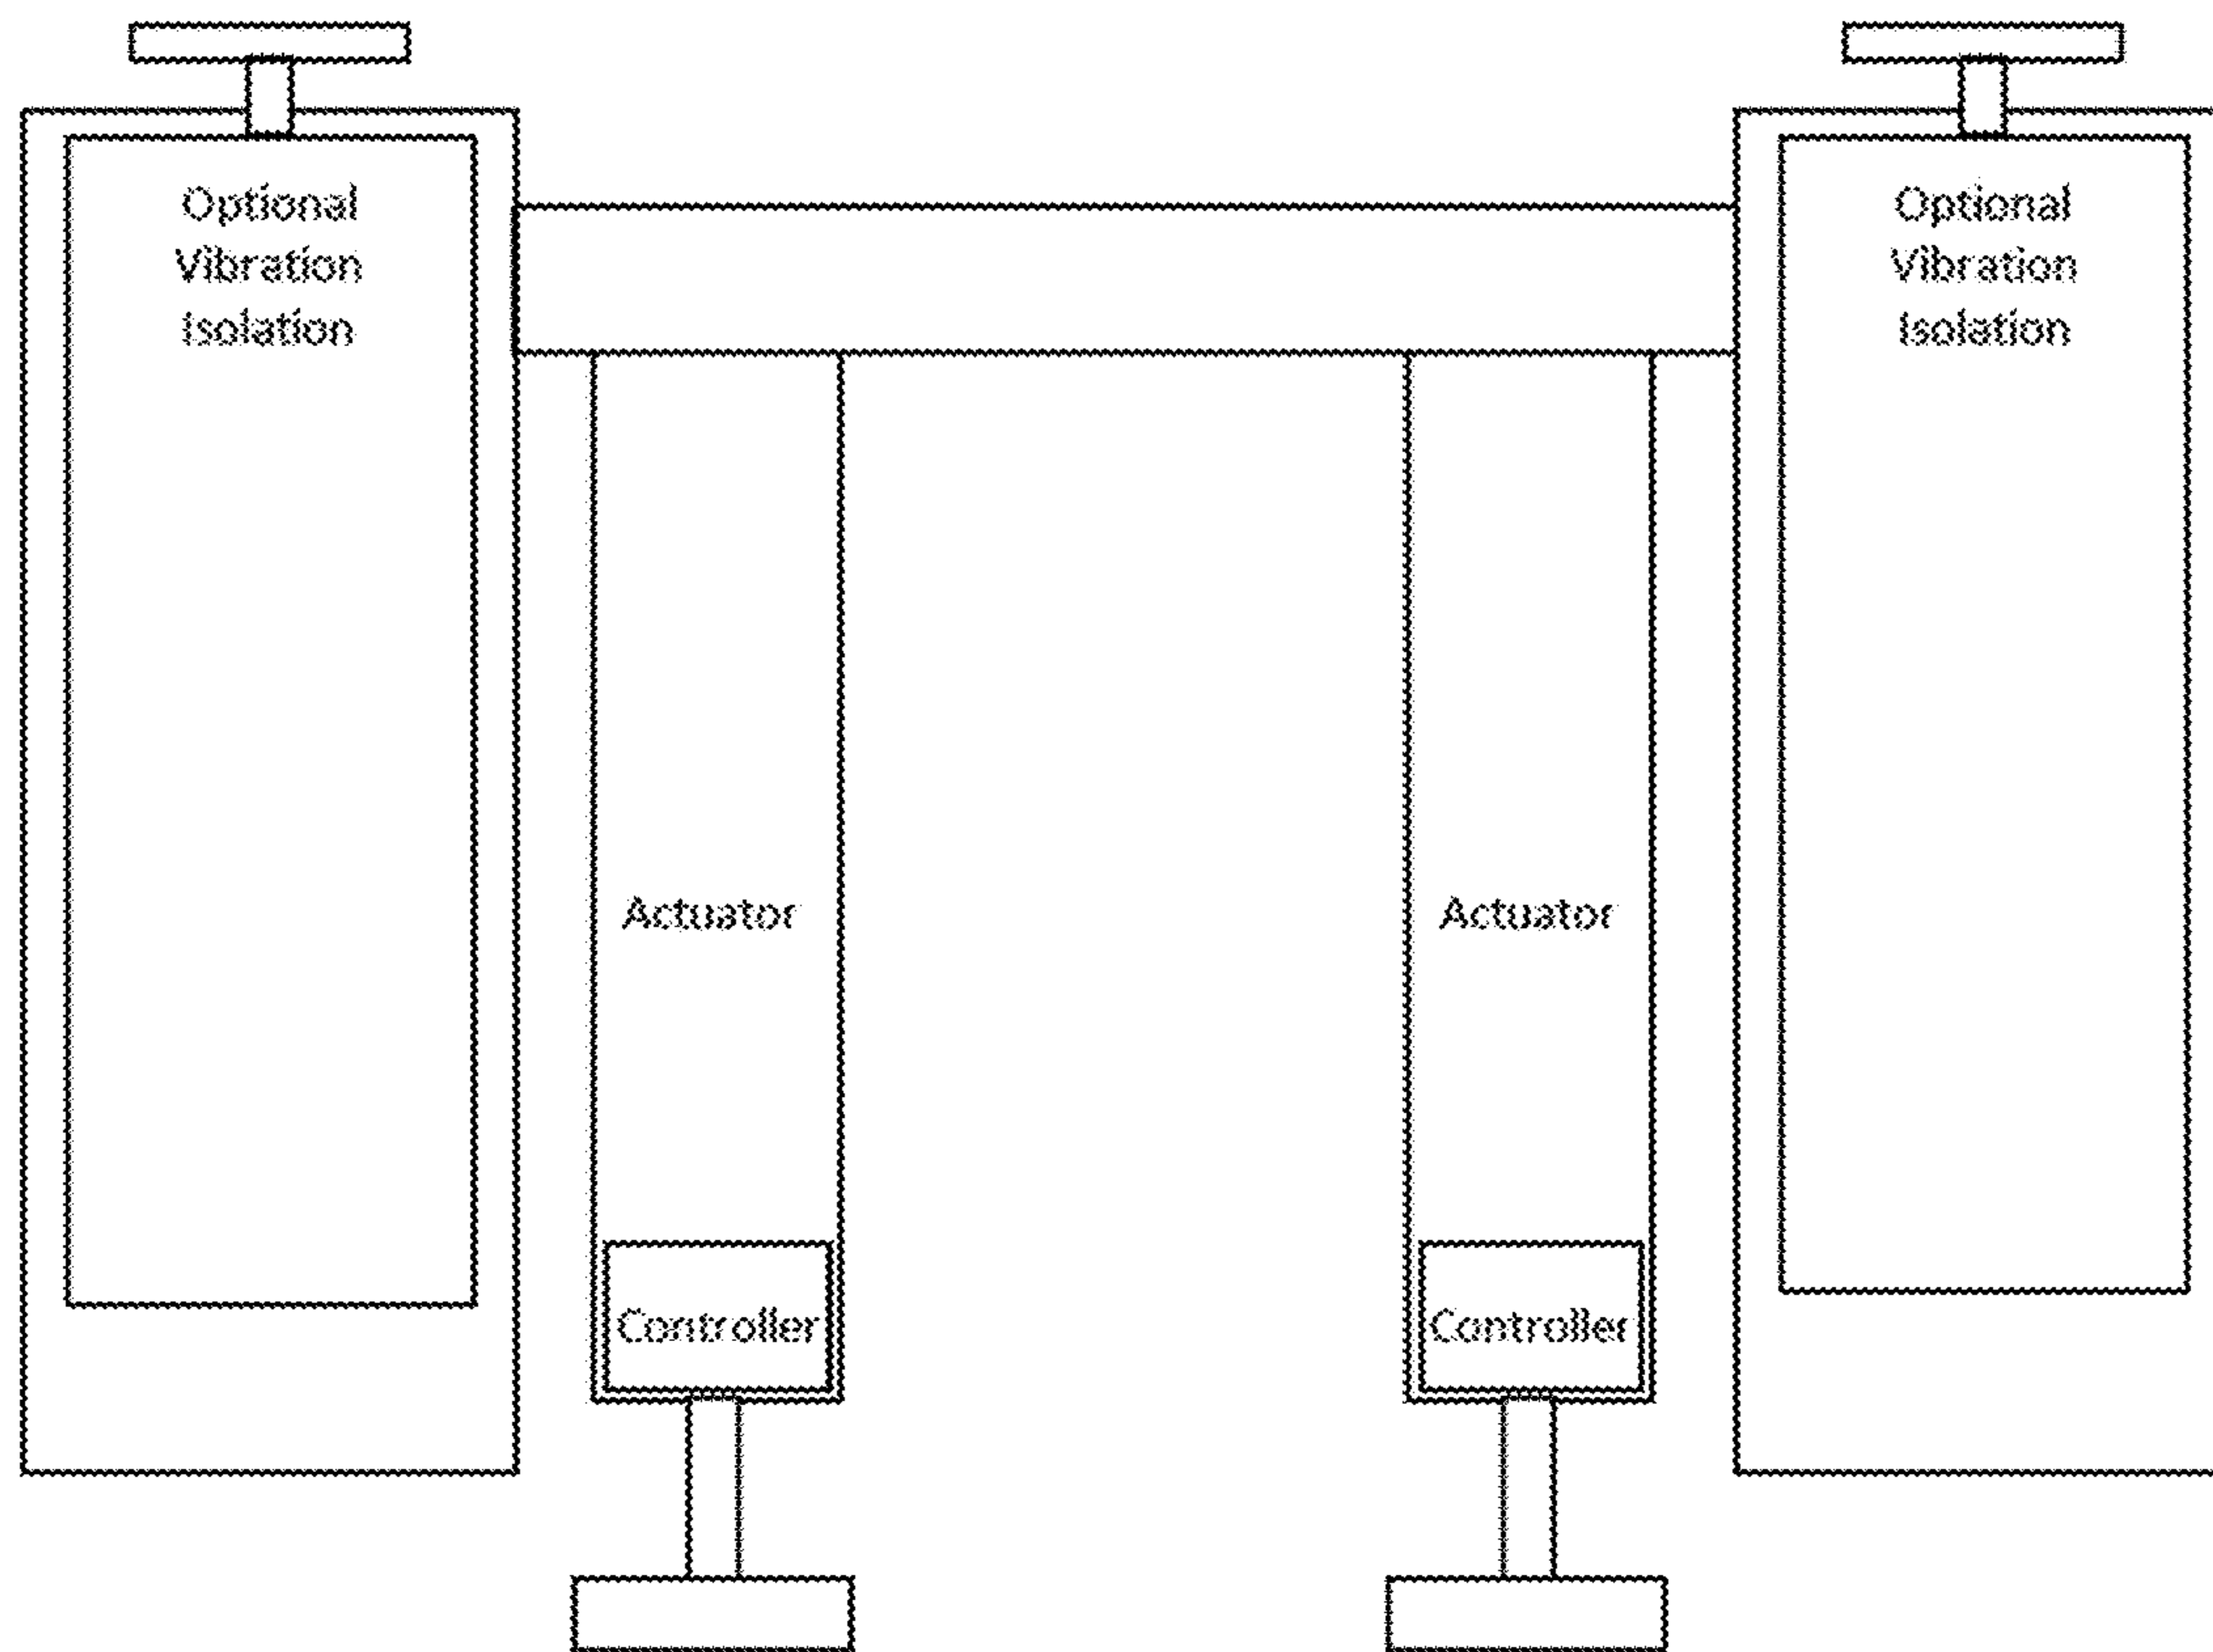 Optional
Vibration
Isolation
Optional
Vibration
Isolation
Actuator
Actuator
Controller
Controller